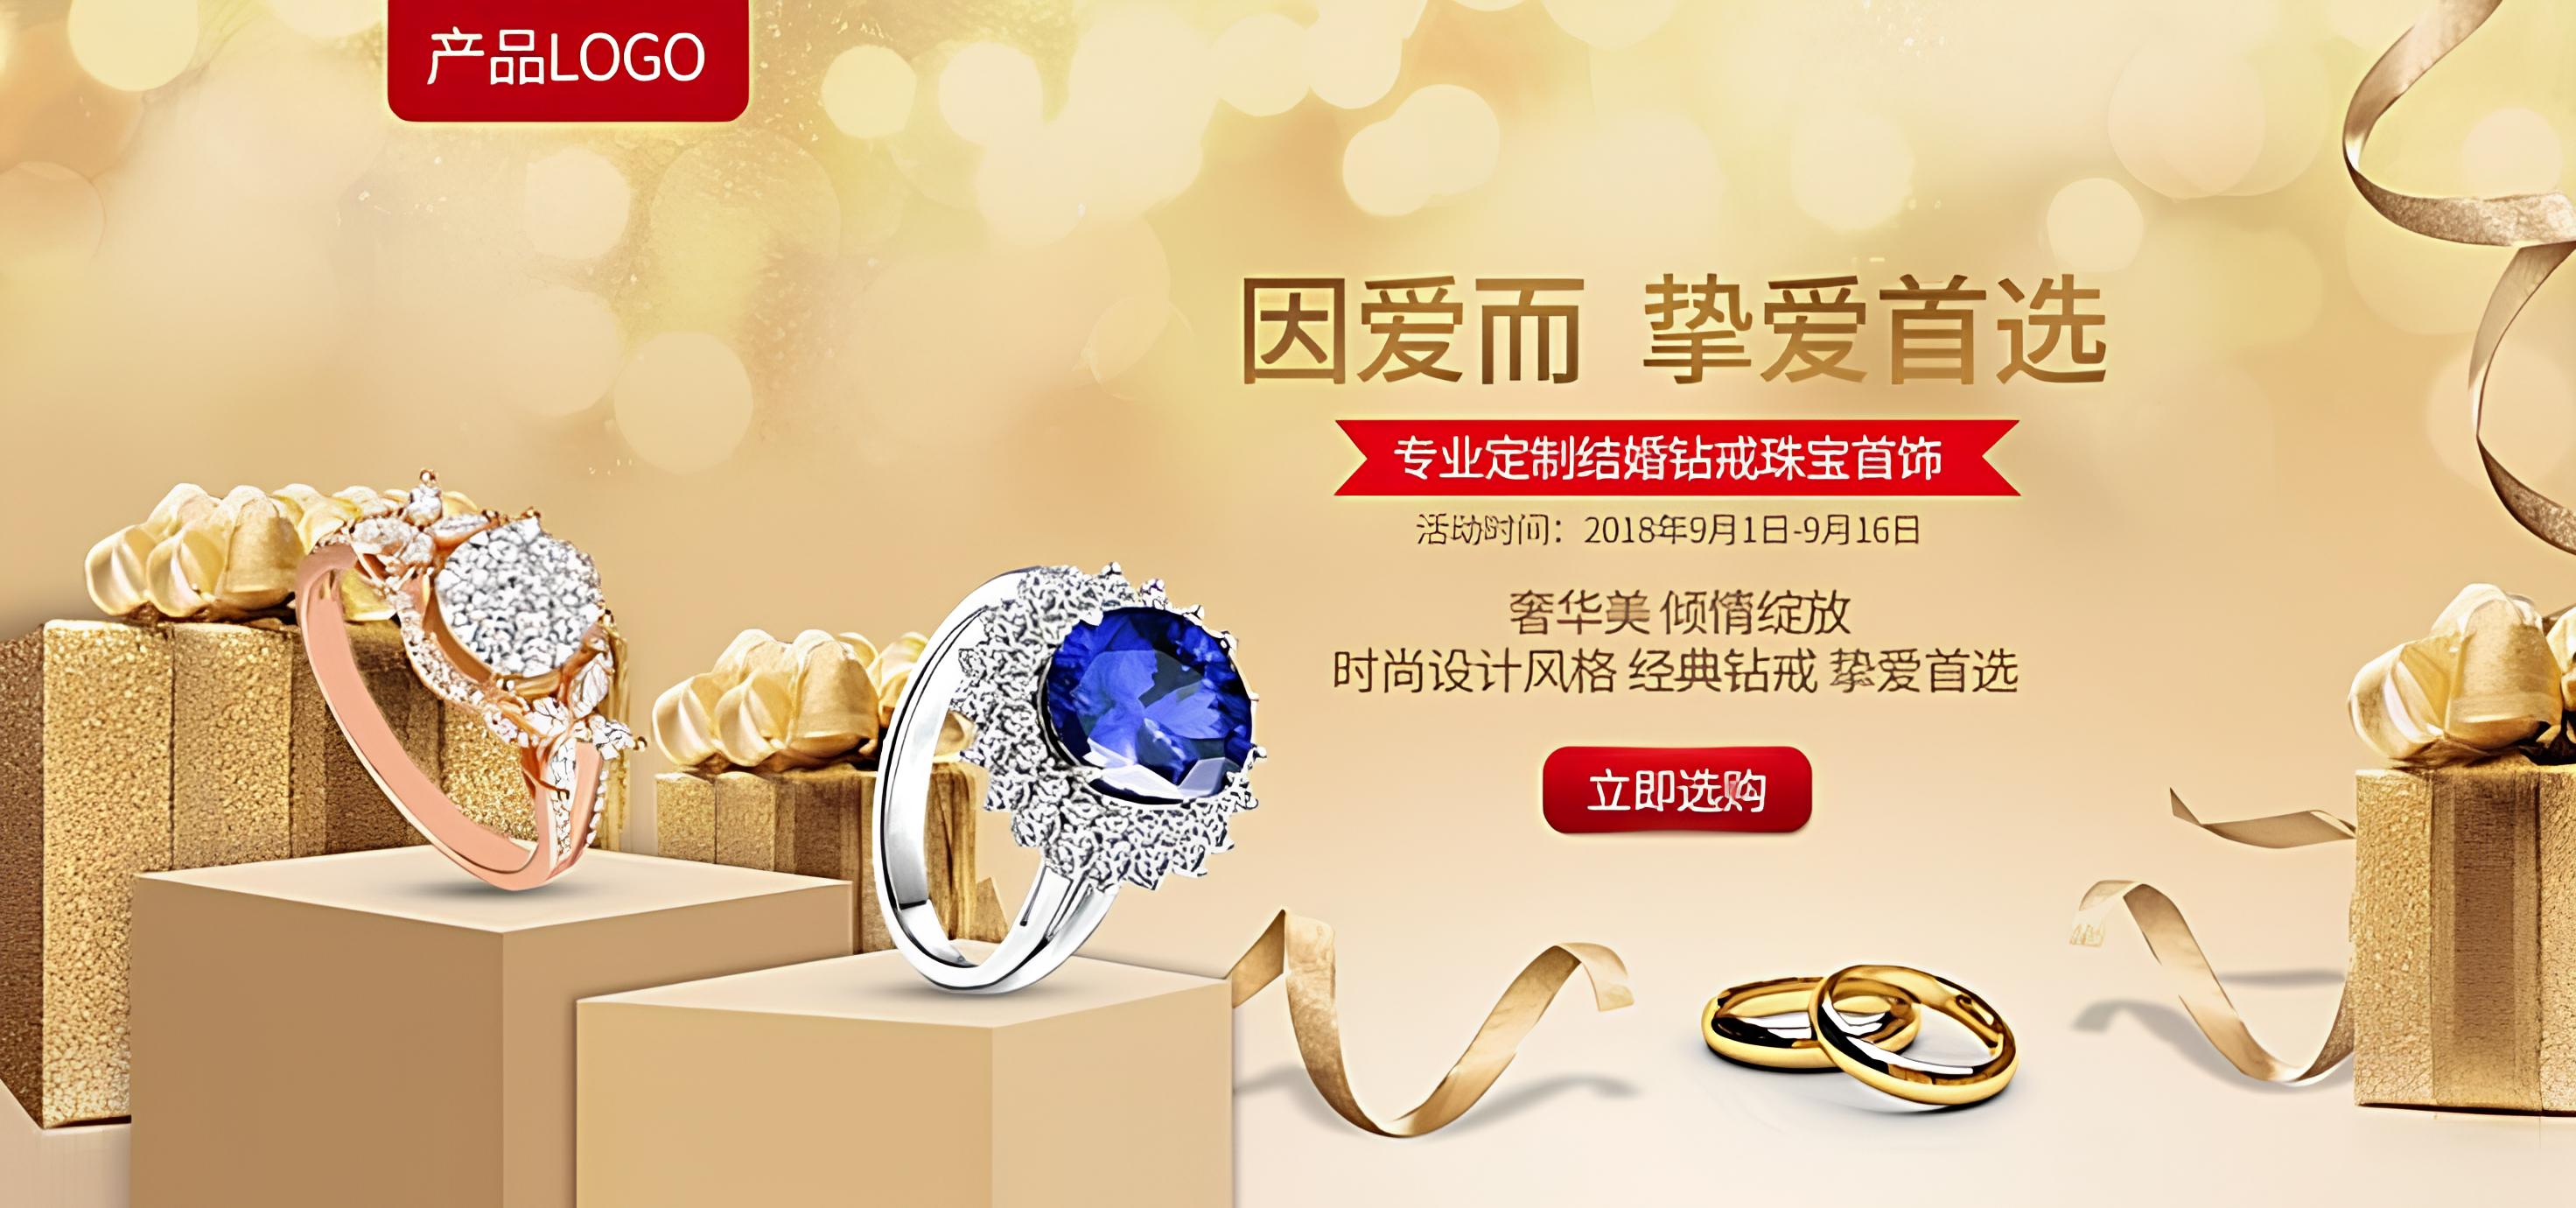 产品LOGO
因爱而 挚爱首选
专业定制结婚钻戒珠宝首饰
活动时间：2018年9月1日-9月16日
奢华美 倾情绽放
时尚设计风格 经典钻戒 挚爱首选
立即选购